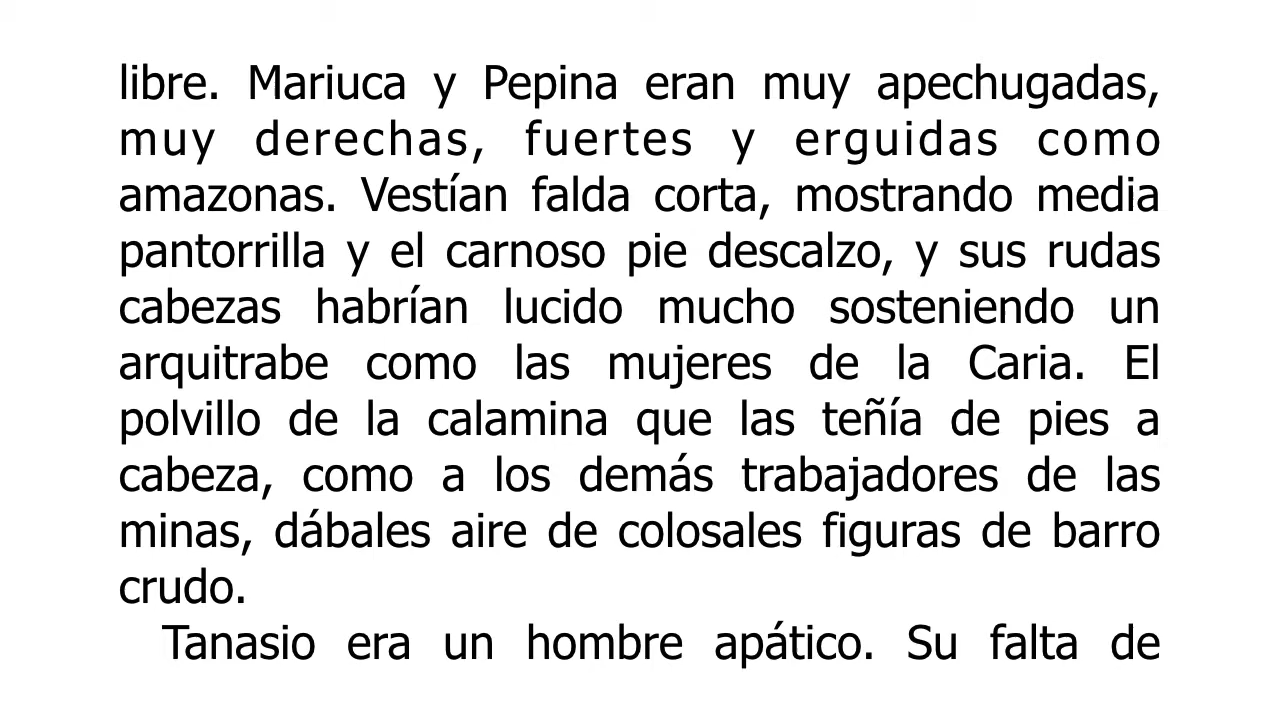 libre. Mariuca y Pepina eran muy apechugadas,
muy derechas, fuertes y erguidas como
amazonas. Vestían falda corta, mostrando media
pantorrilla y el carnoso pie descalzo, y sus rudas
cabezas habrían lucido mucho sosteniendo un
arquitrabe como las mujeres de la Caria. El
polvillo de la calamina que las teñía de pies a
cabeza, como a los demás trabajadores de las
minas, dábales aire de colosales figuras de barro
crudo.
Tanasio era un hombre apático. Su falta de